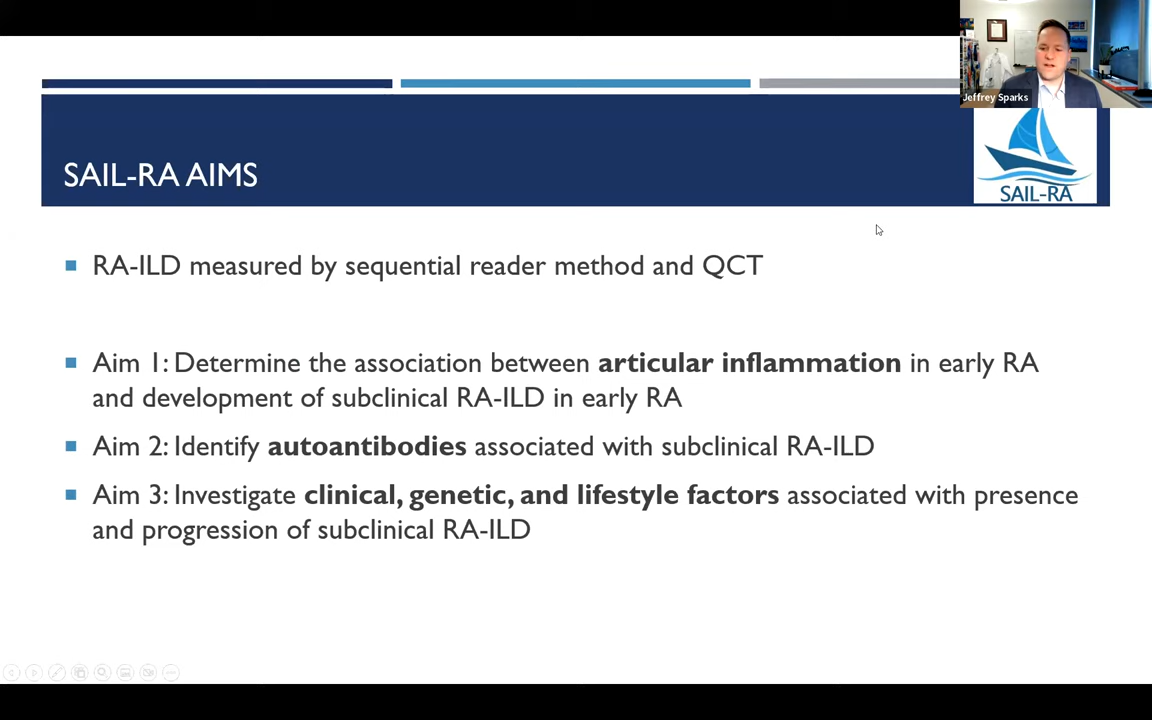 Jeffrey Sparks
SAIL-RA AIMS
SAIL-RA
RA-ILD measured by sequential reader method and QCT
Aim 1: Determine the association between articular inflammation in early RA
and development of subclinical RA-ILD in early RA
Aim 2: Identify autoantibodies associated with subclinical RA-ILD
Aim 3: Investigate clinical, genetic, and lifestyle factors associated with presence
and progression of subclinical RA-ILD